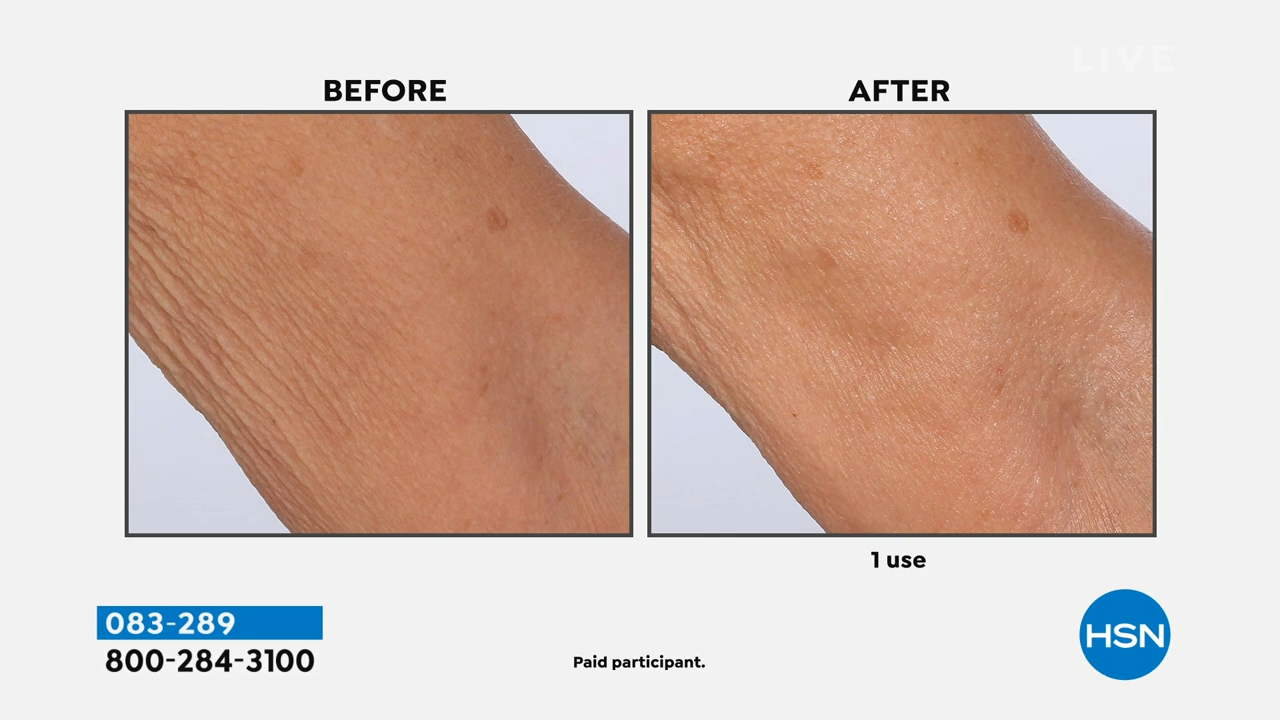 LIVE
BEFORE
AFTER
1 use
083-289
800-284-3100
Paid participant.
HSN